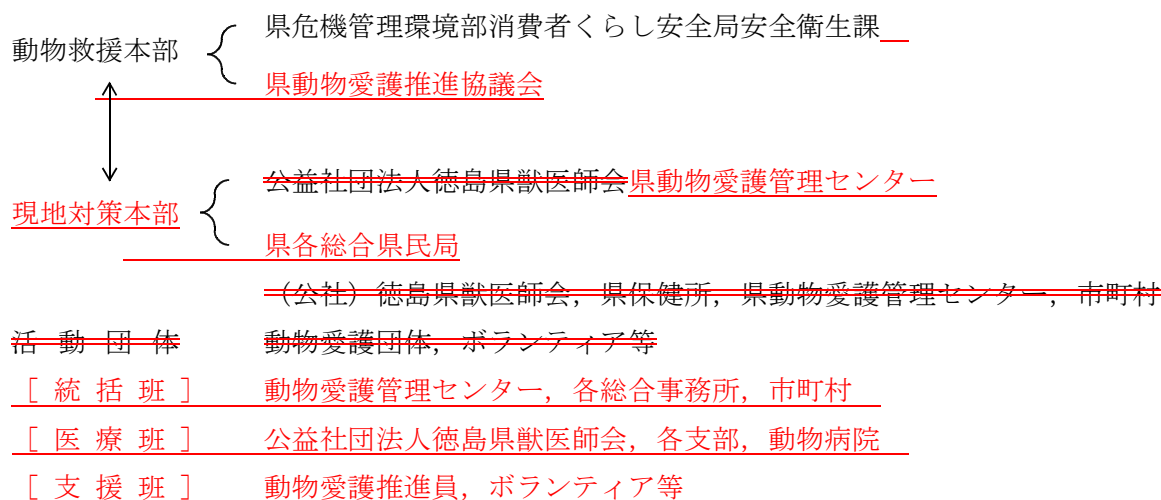 動物救援本部 県危機管理環境部消費者くらし安全局安全衛生課
県動物愛護推進協議会
公益社団法人徳島県獣医師会県動物愛護管理センター
現地対策本部
県各総合県民局
（公社）徳島県獣医師会，県保健所，県動物愛護管理センター，市町村
活 動 団 体 動物愛護団体，ボランティア等
［ 統 括 班 ］ 動物愛護管理センター，各総合事務所，市町村
［ 医 療 班 ］ 公益社団法人徳島県獣医師会，各支部，動物病院
［ 支 援 班 ］ 動物愛護推進員，ボランティア等